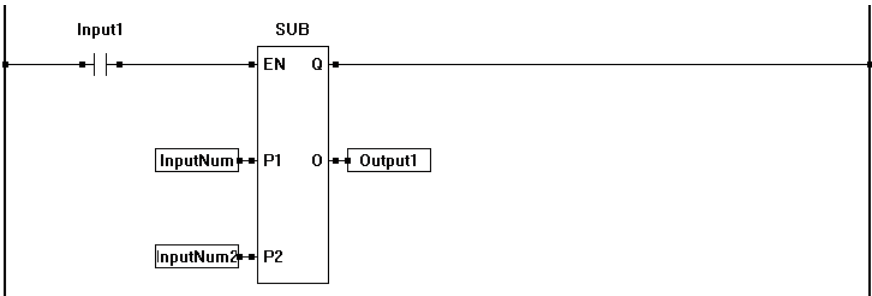 Input1 SUB
EN Q
InputNum P1 O Output1
InputNum2 P2